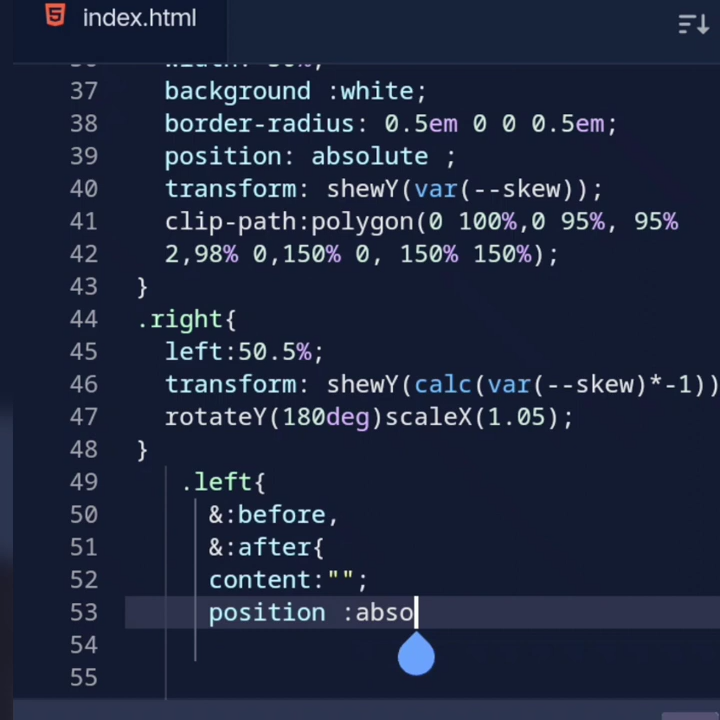 index.html
37 background :white;
38 border-radius: 0.5em 0 0 0.5em;
39 position: absolute ;
40 transform: shewY(var(--skew));
41 clip-path:polygon(0 100%,0 95%, 95%
42 2,98% 0,150% 0, 150% 150%);
43 }
44 .right{
45 left:50.5%;
46 transform: shewY(calc(var(--skew)*-1))
47 rotateY(180deg)scaleX(1.05);
48 }
49 .left{
50 &:before,
51 &:after{
52 content:"";
53 position :abso
54
55